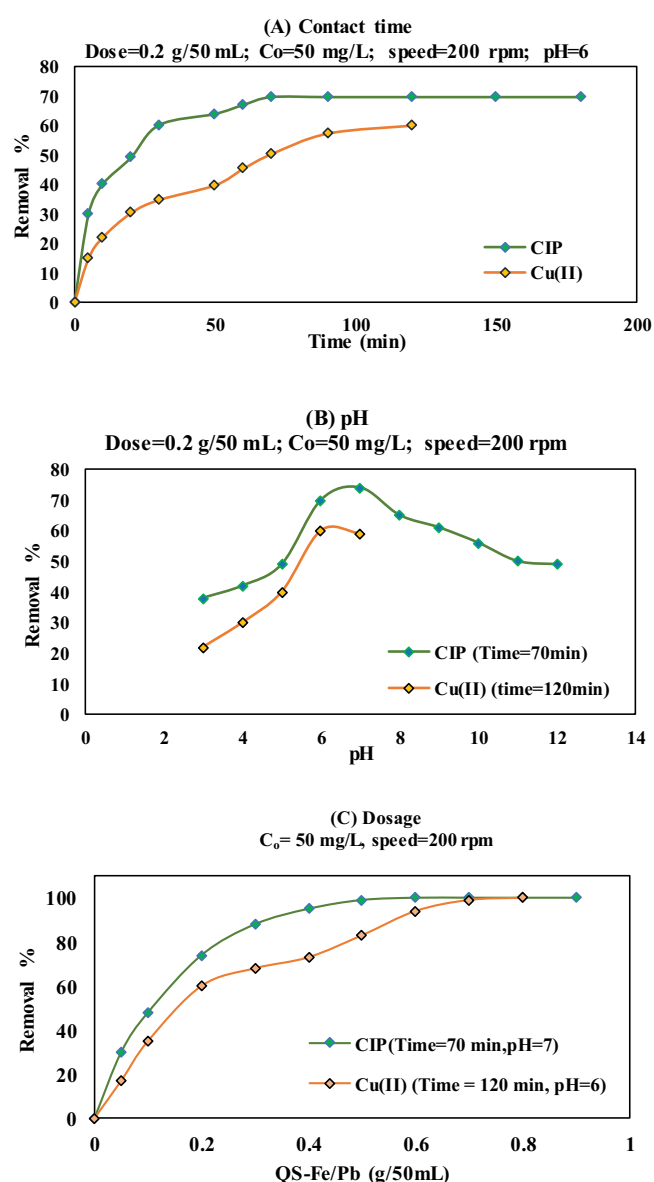 (A) Contact time
Dose=0.2 g/50 mL; Co=50 mg/L; speed=200 rpm; pH=6
80
70
60
50
40
30
20
10
0
Removal %
CIP
Cu(II)
0 50 100 150 200
Time (min)
(B) pH
Dose=0.2 g/50 mL; Co=50 mg/L; speed=200 rpm
80
70
60
50
40
30
20
10
0
Removal %
CIP (Time=70min)
Cu(II) (time=120min)
0 2 4 6 8 10 12 14
pH
(C) Dosage
Co= 50 mg/L, speed=200 rpm
100
80
60
40
20
0
Removal %
CIP(Time=70 min,pH=7)
Cu(II) (Time = 120 min, pH=6)
0 0.2 0.4 0.6 0.8 1
QS-Fe/Pb (g/50mL)